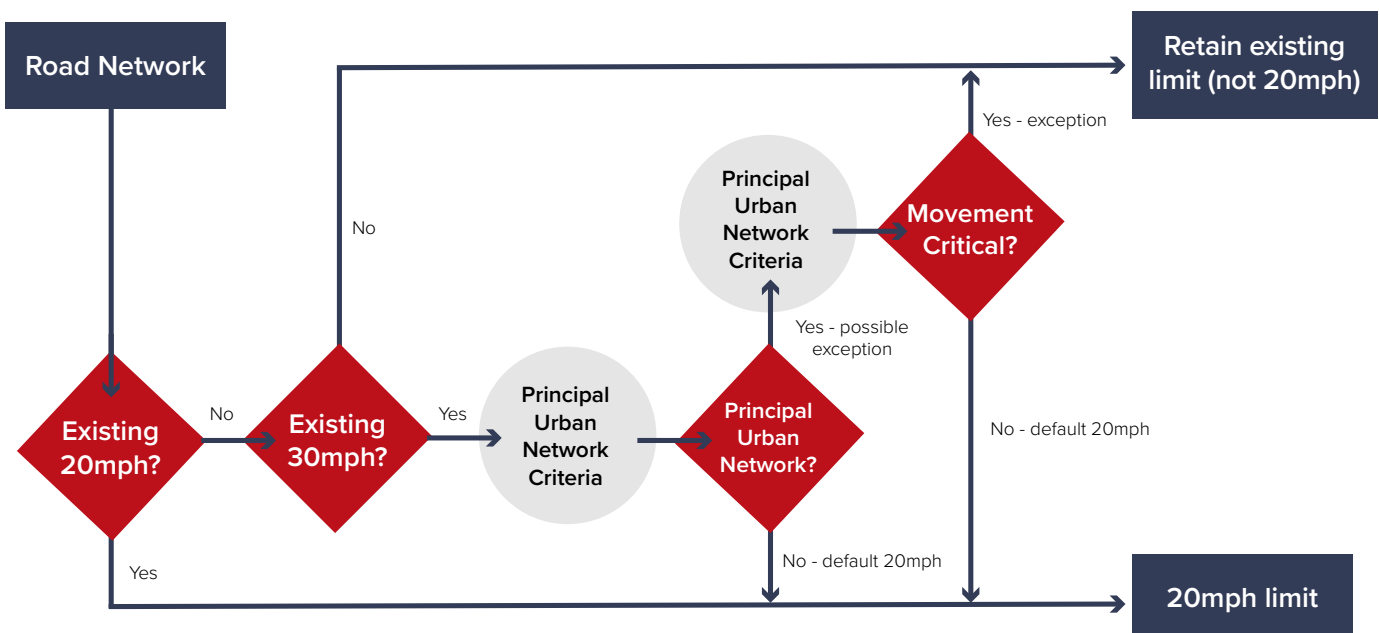 Road Network
Retain existing
limit (not 20mph)
Yes - exception
Principal
Urban
Network
Criteria
Movement
Critical?
No
Yes - possible
exception
Existing
20mph?
No
Existing
30mph?
Yes
Principal
Urban
Network
Criteria
Principal
Urban
Network?
No - default 20mph
No - default 20mph
Yes
20mph limit